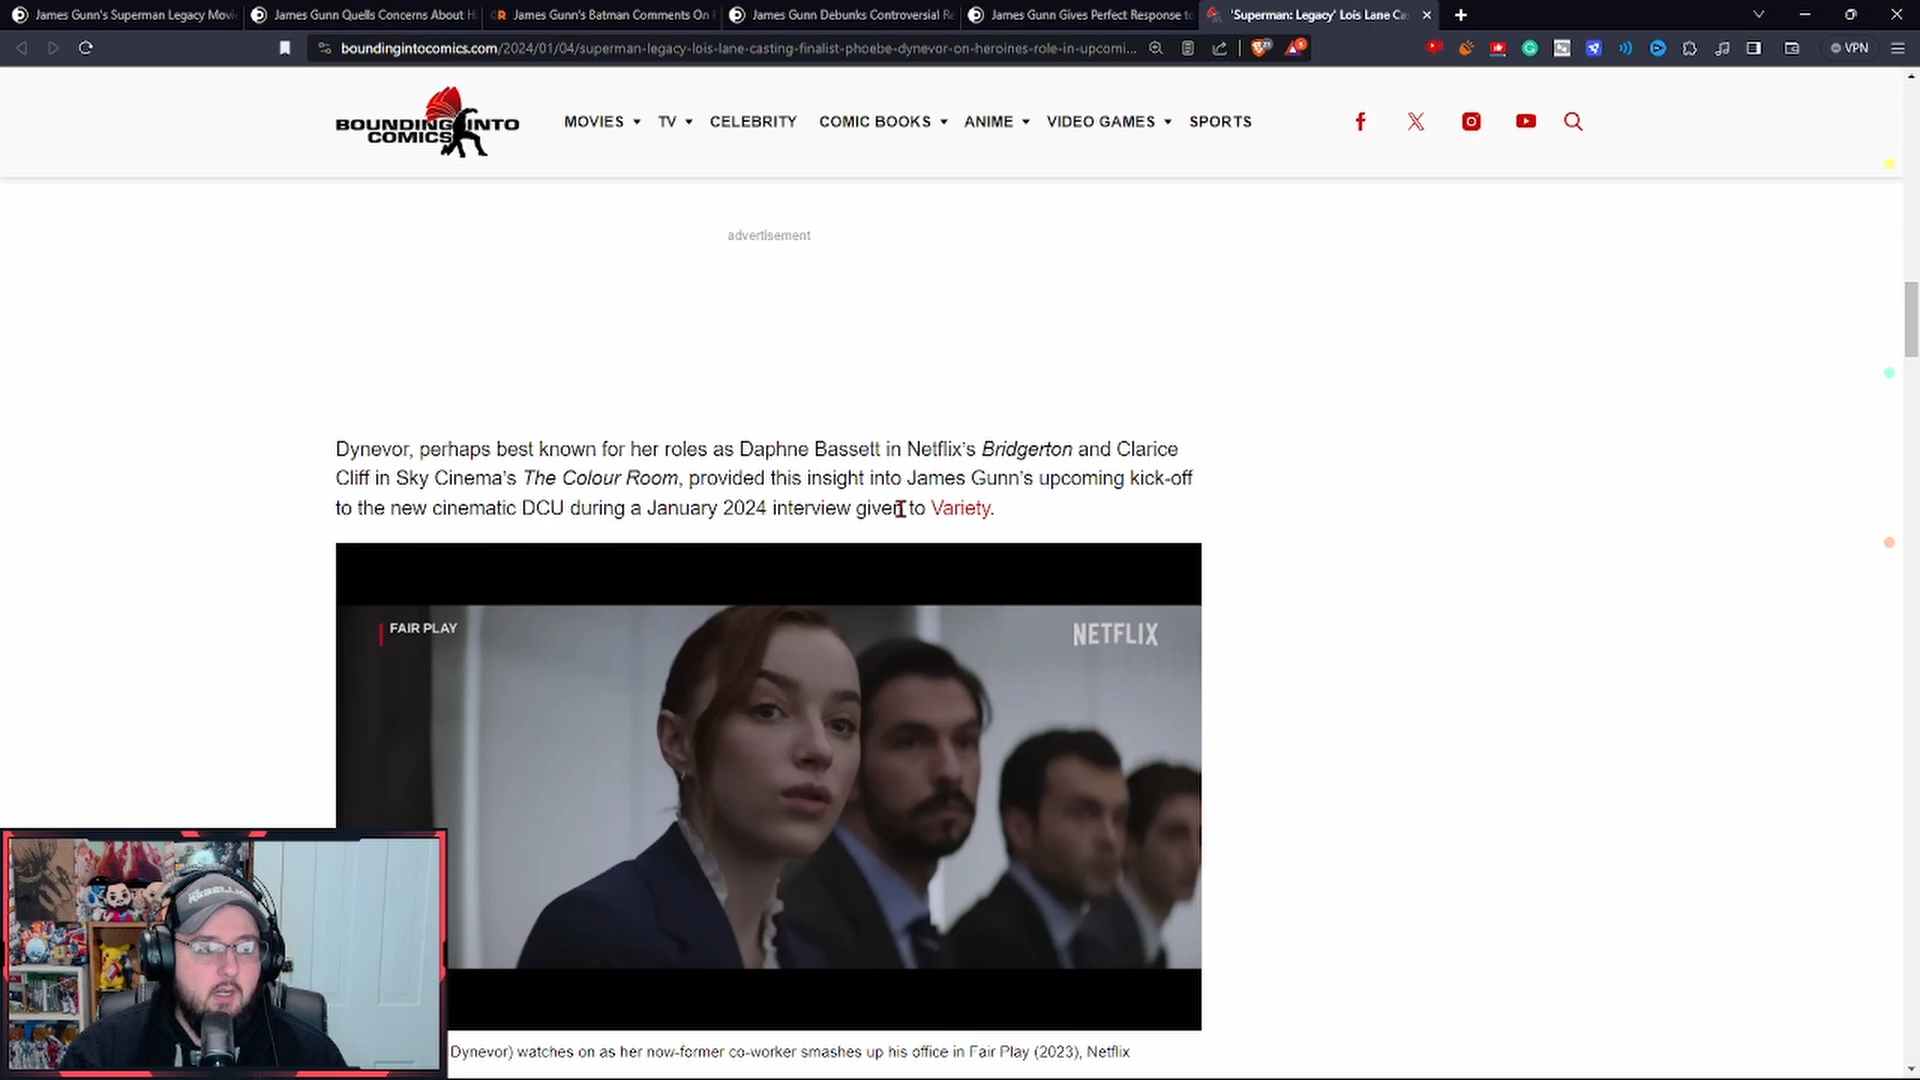 James Gunn's Superman Legacy Movi
James Gunn Quells Concerns About H
James Gunn's Batman Comments On
James Gunn Debunks Controversial Re
James Gunn Gives Perfect Response to
'Superman: Legacy' Lois Lane Ca
boundingintocomics.com/2024/01/04/superman-legacy-lois-lane-casting-finalist-phoebe-dynevor-on-heroines-role-in-upcomi...
VPN
BOUNDING INTO
COMICS
MOVIES
TV
CELEBRITY
COMIC BOOKS
ANIME
VIDEO GAMES
SPORTS
advertisement
Dynevor, perhaps best known for her roles as Daphne Bassett in Netflix's Bridgerton and Clarice
Cliff in Sky Cinema's The Colour Room, provided this insight into James Gunn's upcoming kick-off
to the new cinematic DCU during a January 2024 interview given to Variety.
FAIR PLAY
NETFLIX
Dynevor) watches on as her now-former co-worker smashes up his office in Fair Play (2023), Netflix